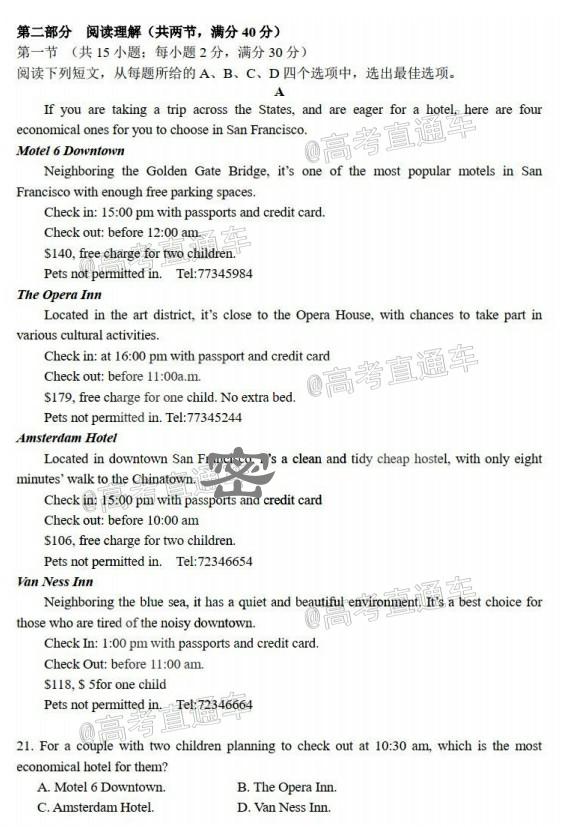 第二部分 阅读理解（共两节，满分 40 分）
第一节 （共 15 小题；每小题 2 分，满分 30 分）
阅读下列短文，从每题所给的 A、B、C、D 四个选项中，选出最佳选项。
A
If you are taking a trip across the States, and are eager for a hotel, here are four
economical ones for you to choose in San Francisco.
@高考直通车
Motel 6 Downtown
Neighboring the Golden Gate Bridge, it's one of the most popular motels in San
Francisco with enough free parking spaces.
Check in: 15:00 pm with passports and credit card.
Check out: before 12:00 am.
@高考直通车
$140, free charge for two children.
Pets not permitted in. Tel:77345984
The Opera Inn
Located in the art district, it's close to the Opera House, with chances to take part in
various cultural activities.
Check in: at 16:00 pm with passport and credit card
Check out: before 11:00a.m.
@高考直通车
$179, free charge for one child. No extra bed.
Pets not permitted in. Tel:77345244
Amsterdam Hotel
Located in downtown San Francisco, it's a clean and tidy cheap hostel, with only eight
密
minutes' walk to the Chinatown.
@高考直通车
Check in: 15:00 pm with passports and credit card
Check out: before 10:00 am
$106, free charge for two children.
Pets not permitted in. Tel:72346654
Van Ness Inn
Neighboring the blue sea, it has a quiet and beautiful environment. It's a best choice for
@高考直通车
those who are tired of the noisy downtown.
Check In: 1:00 pm with passports and credit card.
Check Out: before 11:00 am.
$118, $ 5for one child
Pets not permitted in. Tel:72346664
@高考直通车
21. For a couple with two children planning to check out at 10:30 am, which is the most
economical hotel for them?
A. Motel 6 Downtown. B. The Opera Inn.
C. Amsterdam Hotel. D. Van Ness Inn.